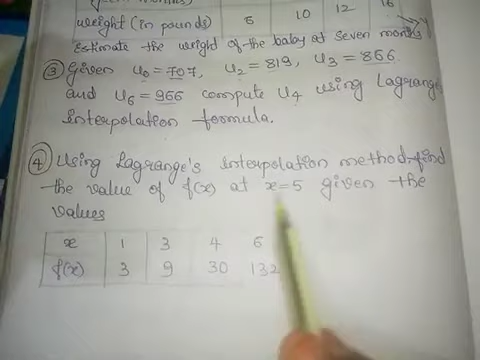 weight (in pounds) 6 10 12 16
Estimate the weight of the baby at seven months
③ Given u₀ = 707, u₂ = 819, u₃ = 866
and u₆ = 966 compute u₄ using Lagrange
interpolation formula.
④ Using Lagrange's interpolation method find
the value of f(x) at x=5 given the
values
x 1 3 4 6
f(x) 3 9 30 132